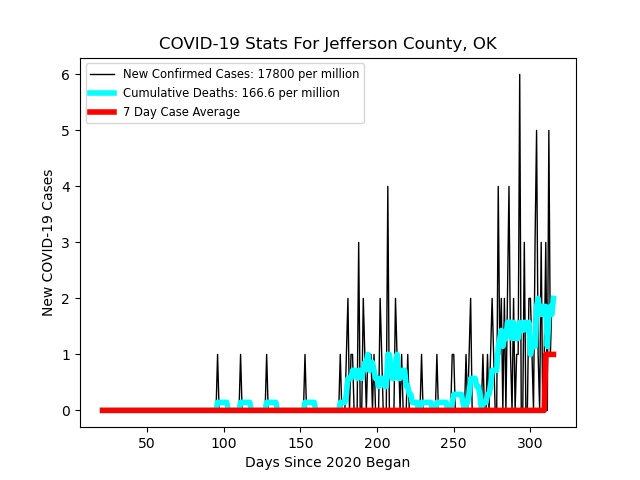 COVID-19 Stats For Jefferson County, OK
New Confirmed Cases: 17800 per million
Cumulative Deaths: 166.6 per million
7 Day Case Average
New COVID-19 Cases
6
5
4
3
2
1
0
50 100 150 200 250 300
Days Since 2020 Began